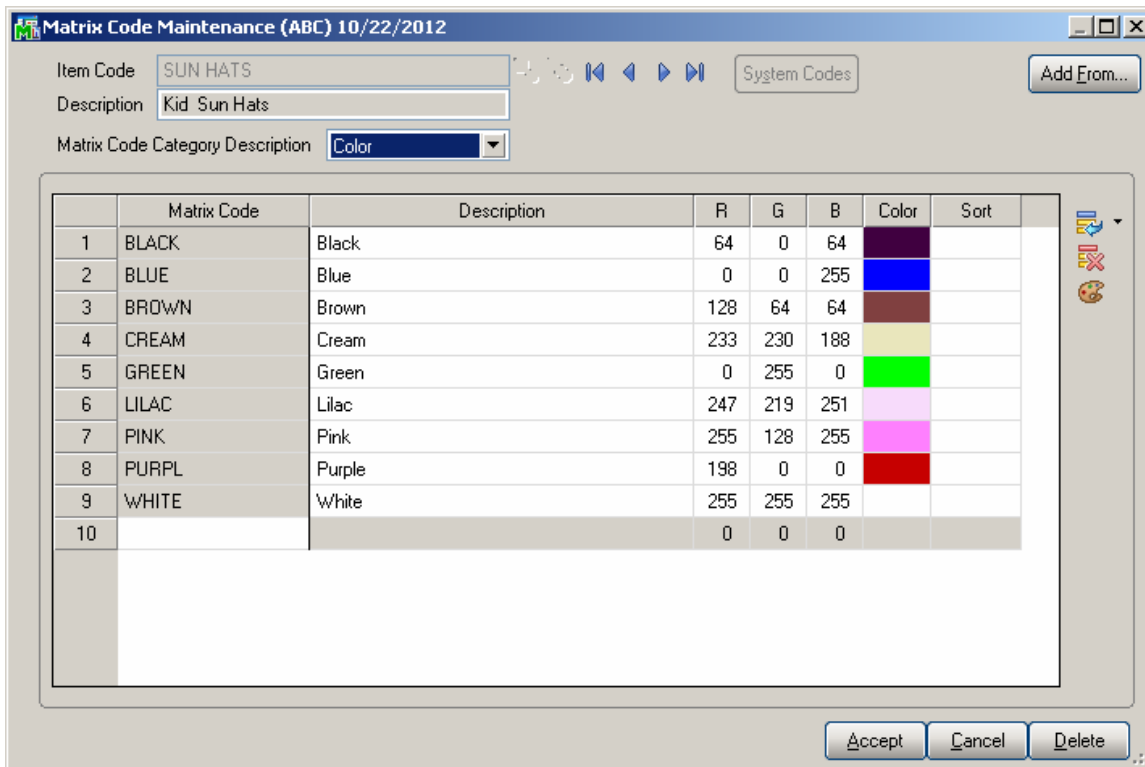 Matrix Code Maintenance (ABC) 10/22/2012
Item Code SUN HATS System Codes Add From...
Description Kid Sun Hats
Matrix Code Category Description Color
Matrix Code Description R G B Color Sort
1 BLACK Black 64 0 64
2 BLUE Blue 0 0 255
3 BROWN Brown 128 64 64
4 CREAM Cream 233 230 188
5 GREEN Green 0 255 0
6 LILAC Lilac 247 219 251
7 PINK Pink 255 128 255
8 PURPL Purple 198 0 0
9 WHITE White 255 255 255
10 0 0 0
Accept Cancel Delete